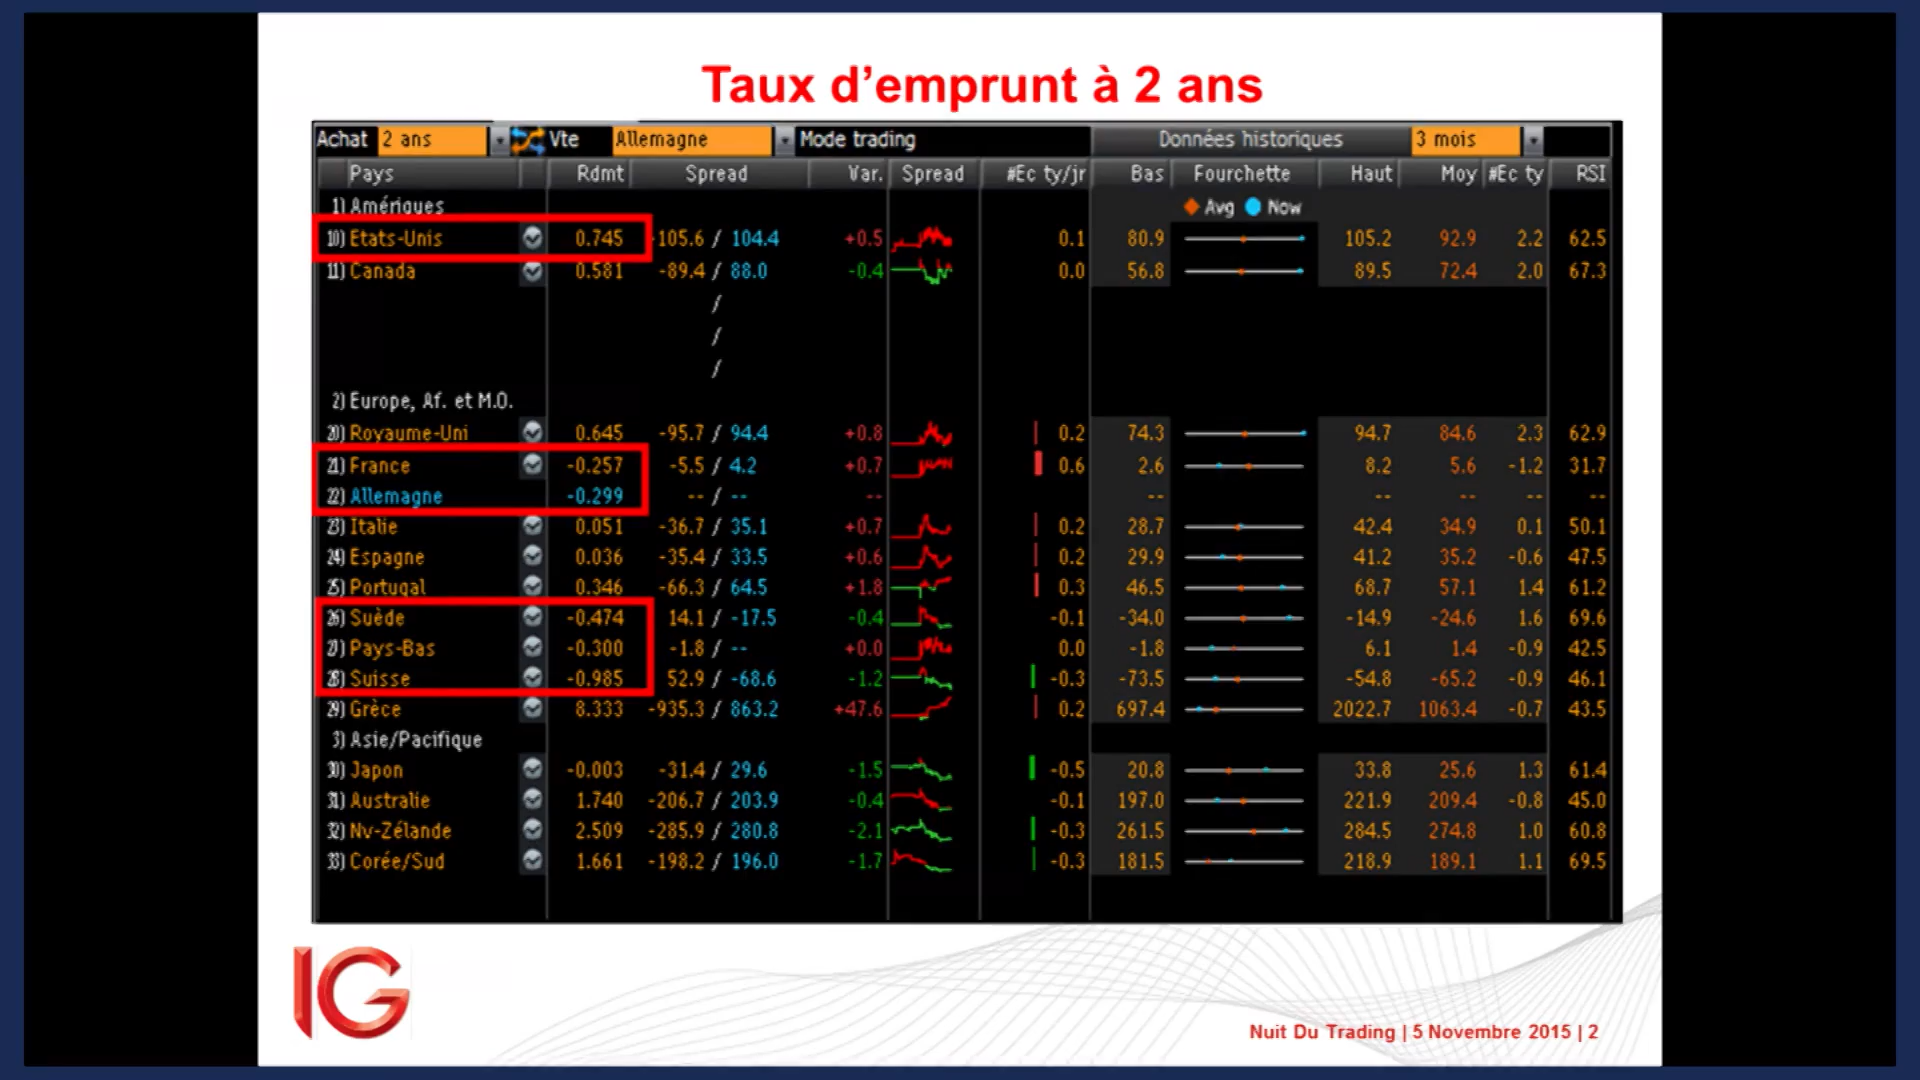 Taux d'emprunt à 2 ans
Achat 2 ans Vte Allemagne Mode trading Données historiques 3 mois
Pays Rdmt Spread Var. Spread #Ec ty/jr Bas Fourchette Haut Moy #Ec ty RSI
1) Amériques Avg Now
10) Etats-Unis 0.745 -105.6 / 104.4 +0.5 0.1 80.9 105.2 92.9 2.2 62.5
11) Canada 0.581 -89.4 / 88.0 -0.4 0.0 56.8 89.5 72.4 2.0 67.3
/
/
/
2) Europe, Af. et M.O.
20) Royaume-Uni 0.645 -95.7 / 94.4 +0.8 0.2 74.3 94.7 84.6 2.3 62.9
21) France -0.257 -5.5 / 4.2 +0.7 0.6 2.6 8.2 5.6 -1.2 31.7
22) Allemagne -0.299 -- / -- -- -- -- -- -- --
23) Italie 0.051 -36.7 / 35.1 +0.7 0.2 28.7 42.4 34.9 0.1 50.1
24) Espagne 0.036 -35.4 / 33.5 +0.6 0.2 29.9 41.2 35.2 -0.6 47.5
25) Portugal 0.346 -66.3 / 64.5 +1.8 0.3 46.5 68.7 57.1 1.4 61.2
26) Suède -0.474 14.1 / -17.5 -0.4 -0.1 -34.0 -14.9 -24.6 1.6 69.6
27) Pays-Bas -0.300 -1.8 / -- +0.0 0.0 -1.8 6.1 1.4 -0.9 42.5
28) Suisse -0.985 52.9 / -68.6 -1.2 -0.3 -73.5 -54.8 -65.2 -0.9 46.1
29) Grèce 8.333 -935.3 / 863.2 +47.6 0.2 697.4 2022.7 1063.4 -0.7 43.5
3) Asie/Pacifique
30) Japon -0.003 -31.4 / 29.6 -1.5 -0.5 20.8 33.8 25.6 1.3 61.4
31) Australie 1.740 -206.7 / 203.9 -0.4 -0.1 197.0 221.9 209.4 -0.8 45.0
32) Nv-Zélande 2.509 -285.9 / 280.8 -2.1 -0.3 261.5 284.5 274.8 1.0 60.8
33) Corée/Sud 1.661 -198.2 / 196.0 -1.7 -0.3 181.5 218.9 189.1 1.1 69.5
IG
Nuit Du Trading | 5 Novembre 2015 | 2